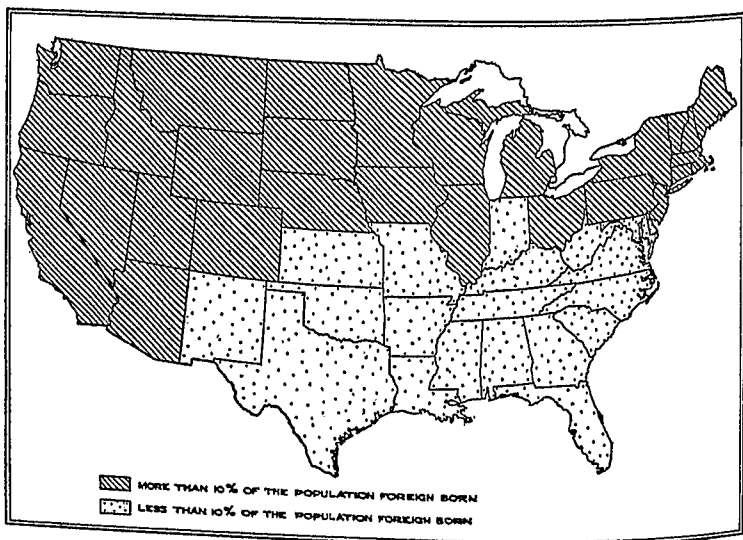 MORE THAN 10% OF THE POPULATION FOREIGN BORN
LESS THAN 10% OF THE POPULATION FOREIGN BORN